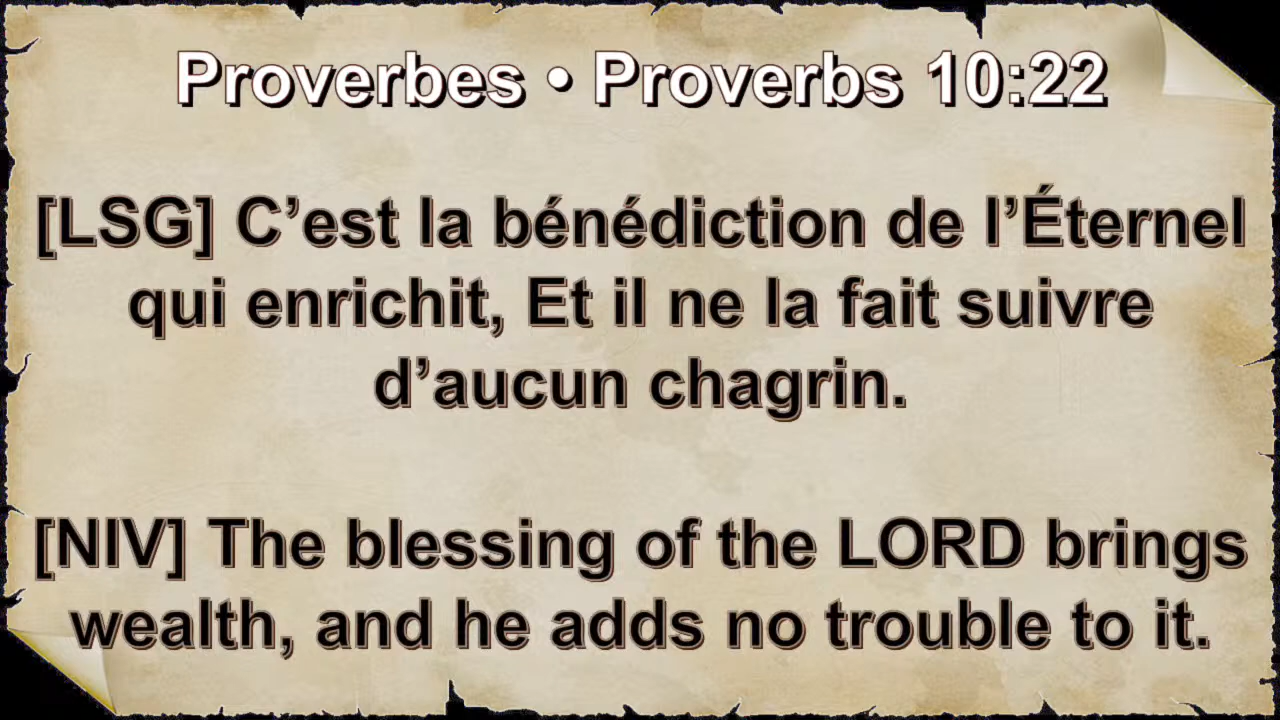 Proverbes • Proverbs 10:22
[LSG] C’est la bénédiction de l’Éternel
qui enrichit, Et il ne la fait suivre
d’aucun chagrin.
[NIV] The blessing of the LORD brings
wealth, and he adds no trouble to it.